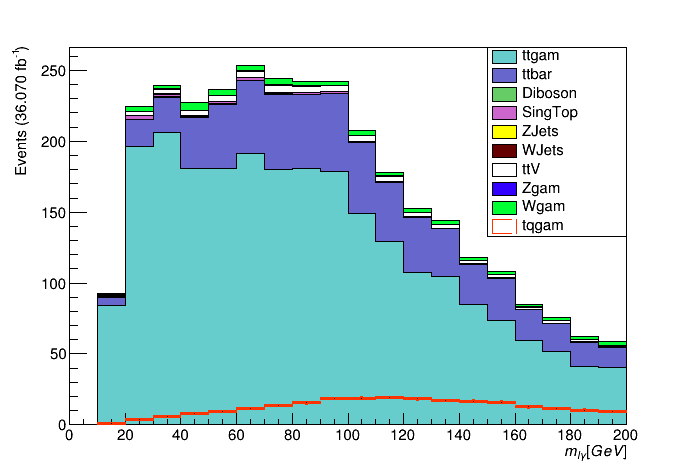 Events (36.070 fb⁻¹)
250
200
150
100
50
0
0 20 40 60 80 100 120 140 160 180 200
m_{lγ}[GeV]
ttgam
ttbar
Diboson
SingTop
ZJets
WJets
ttV
Zgam
Wgam
tqgam